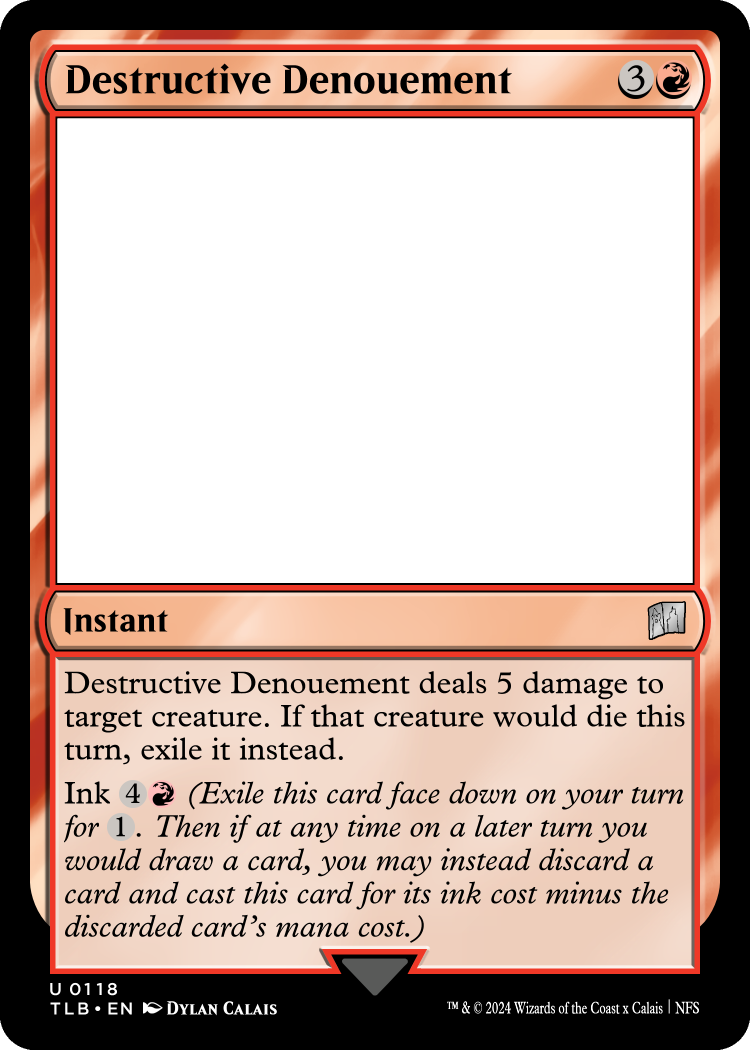 Destructive Denouement 3
Instant
Destructive Denouement deals 5 damage to
target creature. If that creature would die this
turn, exile it instead.
Ink 4 (Exile this card face down on your turn
for 1. Then if at any time on a later turn you
would draw a card, you may instead discard a
card and cast this card for its ink cost minus the
discarded card's mana cost.)
U 0118
TLB • EN Dylan Calais
™ & © 2024 Wizards of the Coast x Calais | NFS